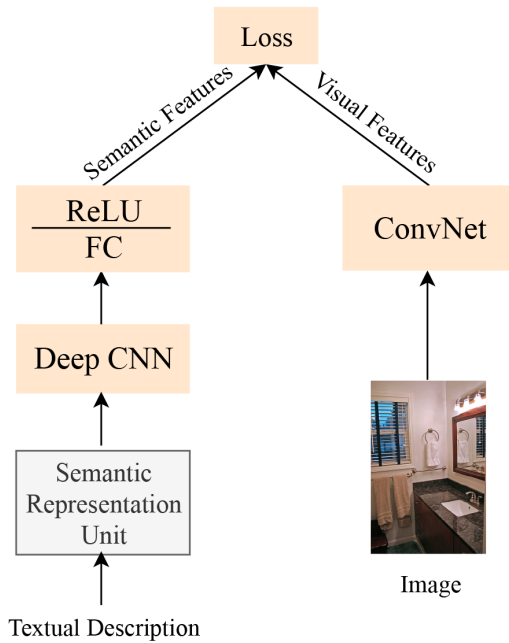 Loss
Semantic Features
Visual Features
ReLU
FC
ConvNet
Deep CNN
Semantic
Representation
Unit
Image
Textual Description